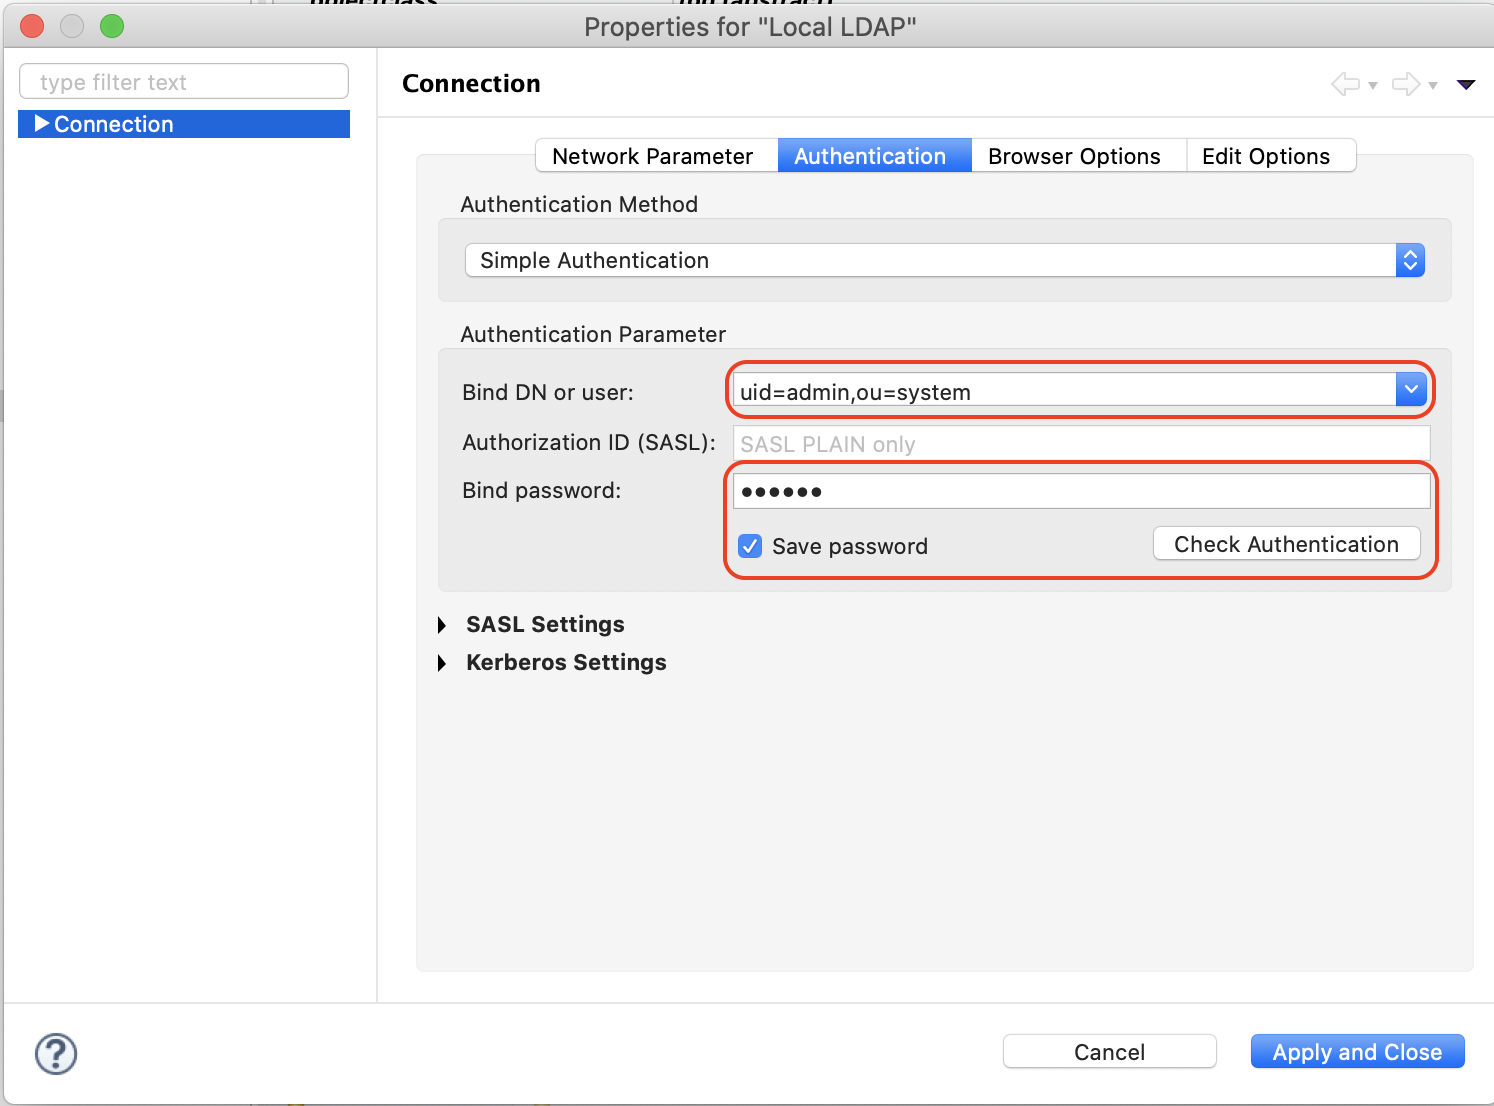 Properties for "Local LDAP"
type filter text
Connection
Connection
Network Parameter Authentication Browser Options Edit Options
Authentication Method
Simple Authentication
Authentication Parameter
Bind DN or user: uid=admin,ou=system
Authorization ID (SASL): SASL PLAIN only
Bind password: ••••••
Save password Check Authentication
SASL Settings
Kerberos Settings
? Cancel Apply and Close